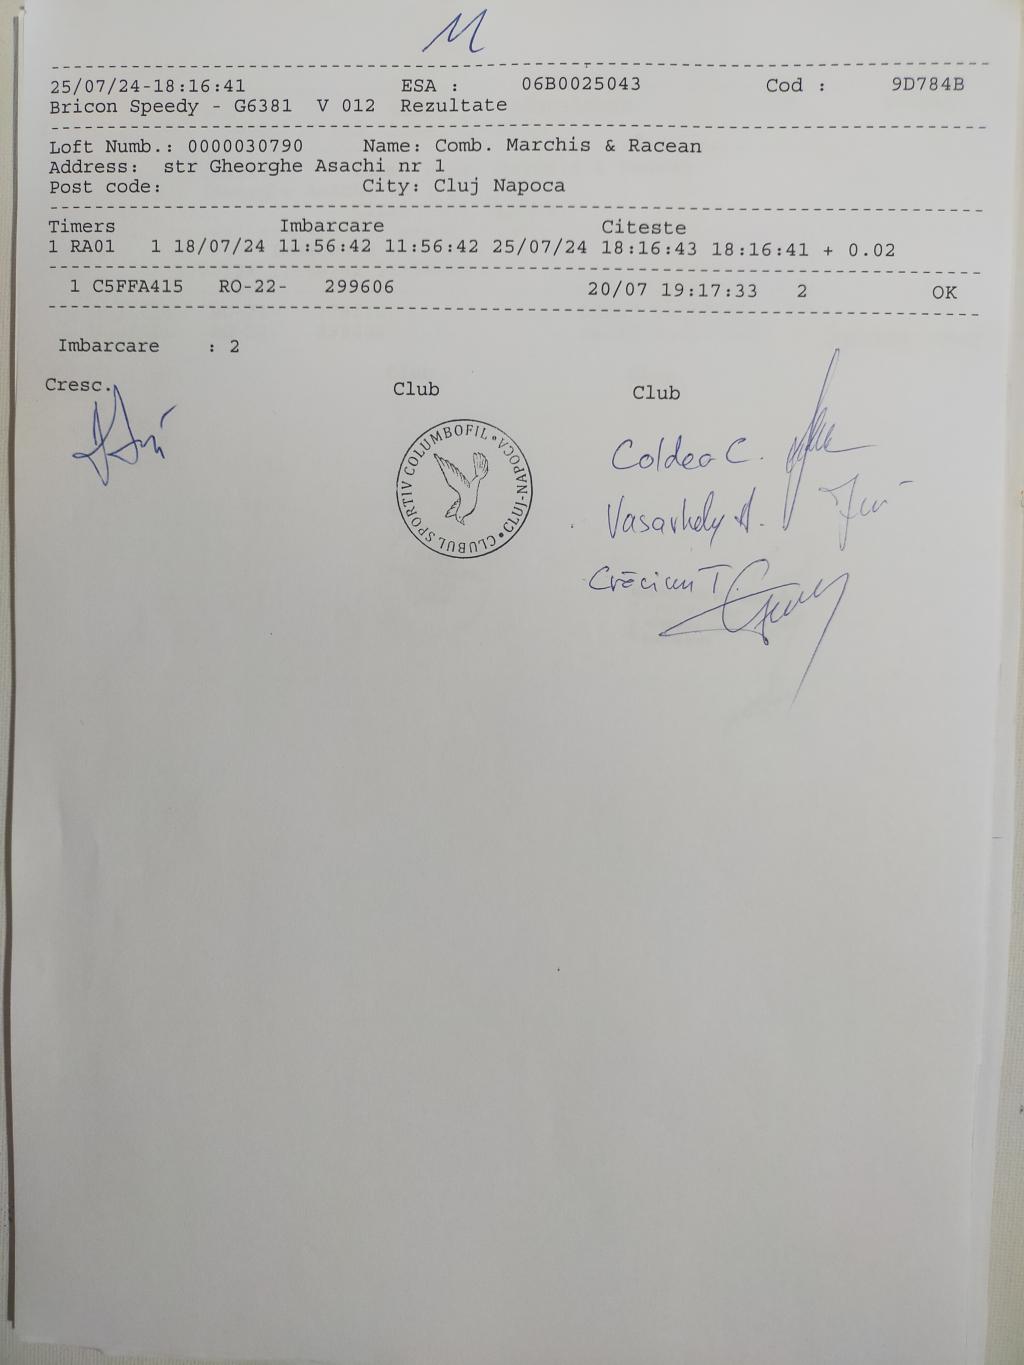 M
25/07/24-18:16:41 ESA : 06B0025043 Cod : 9D784B
Bricon Speedy - G6381 V 012 Rezultate
Loft Numb.: 0000030790 Name: Comb. Marchis & Racean
Address: str Gheorghe Asachi nr 1
Post code: City: Cluj Napoca
Timers Imbarcare Citeste
1 RA01 1 18/07/24 11:56:42 11:56:42 25/07/24 18:16:43 18:16:41 + 0.02
1 C5FFA415 RO-22- 299606 20/07 19:17:33 2 OK
Imbarcare : 2
Cresc. Club Club
CLUBUL SPORTIV COLUMBOFIL • CLUJ-NAPOCA •
Coldea C.
Vasarhely A.
Crăciun T.